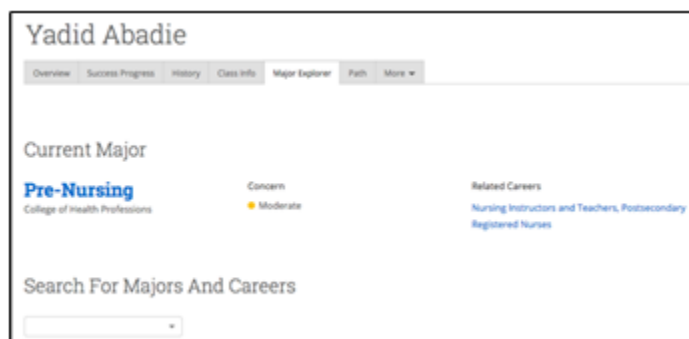 Yadid Abadie
Overview Success Progress History Class Info Major Explorer Path More
Current Major
Pre-Nursing Concern Related Careers
College of Health Professions Moderate Nursing Instructors and Teachers, Postsecondary
Registered Nurses
Search For Majors And Careers